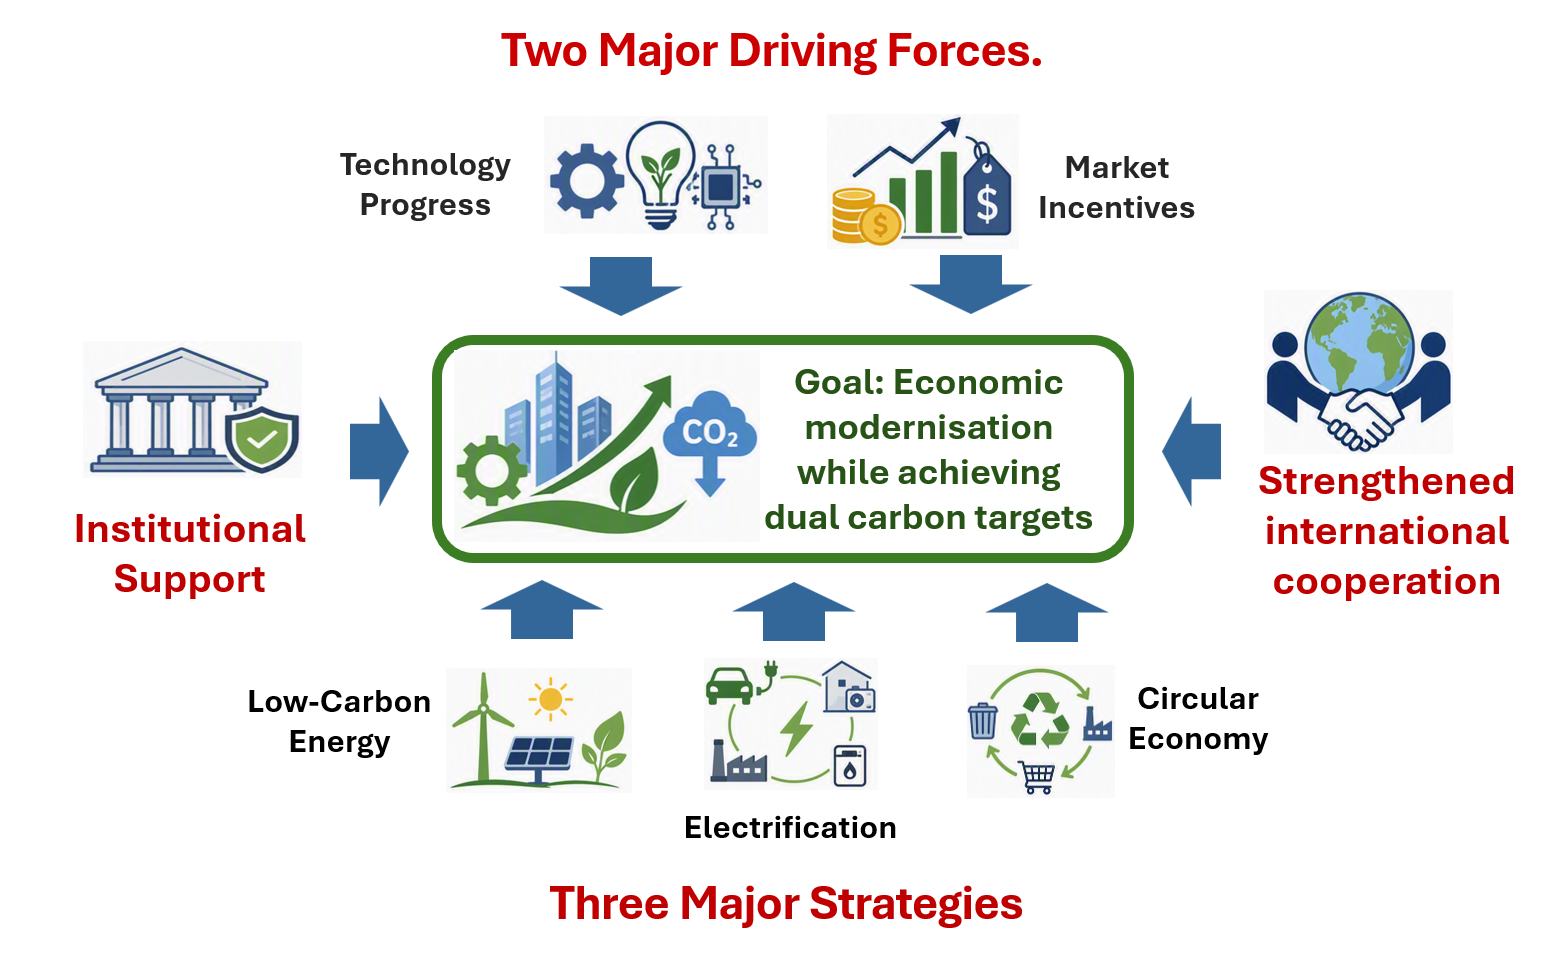 Two Major Driving Forces.
Technology
Progress
$
$
Market
Incentives
Institutional
Support
CO₂
Goal: Economic
modernisation
while achieving
dual carbon targets
Strengthened
international
cooperation
Low-Carbon
Energy
Electrification
Circular
Economy
Three Major Strategies